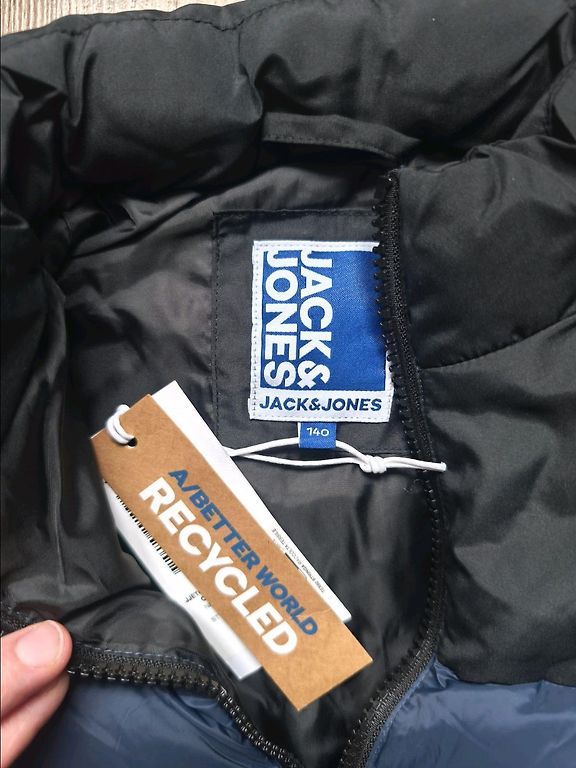 JACK&
JONES
JACK&JONES
140
A/BETTER WORLD
RECYCLED